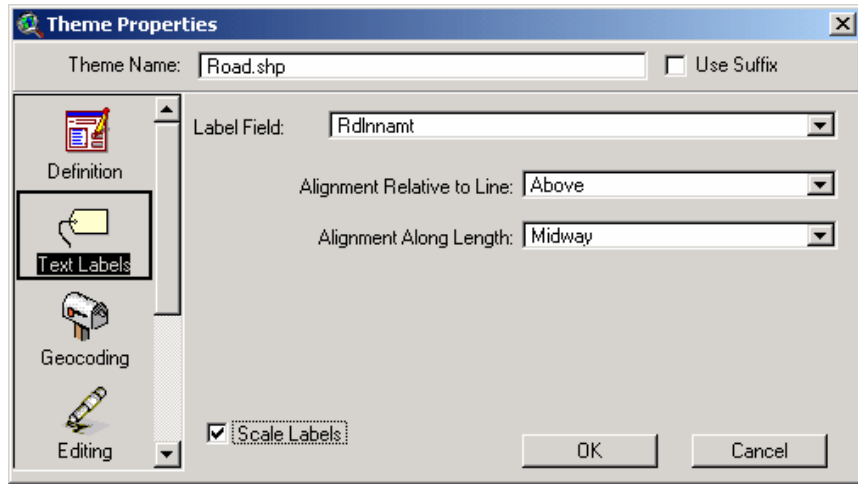 Theme Properties
Theme Name: Road.shp Use Suffix
Definition
Text Labels
Geocoding
Editing
Label Field: Rdlnnamt
Alignment Relative to Line: Above
Alignment Along Length: Midway
Scale Labels
OK Cancel